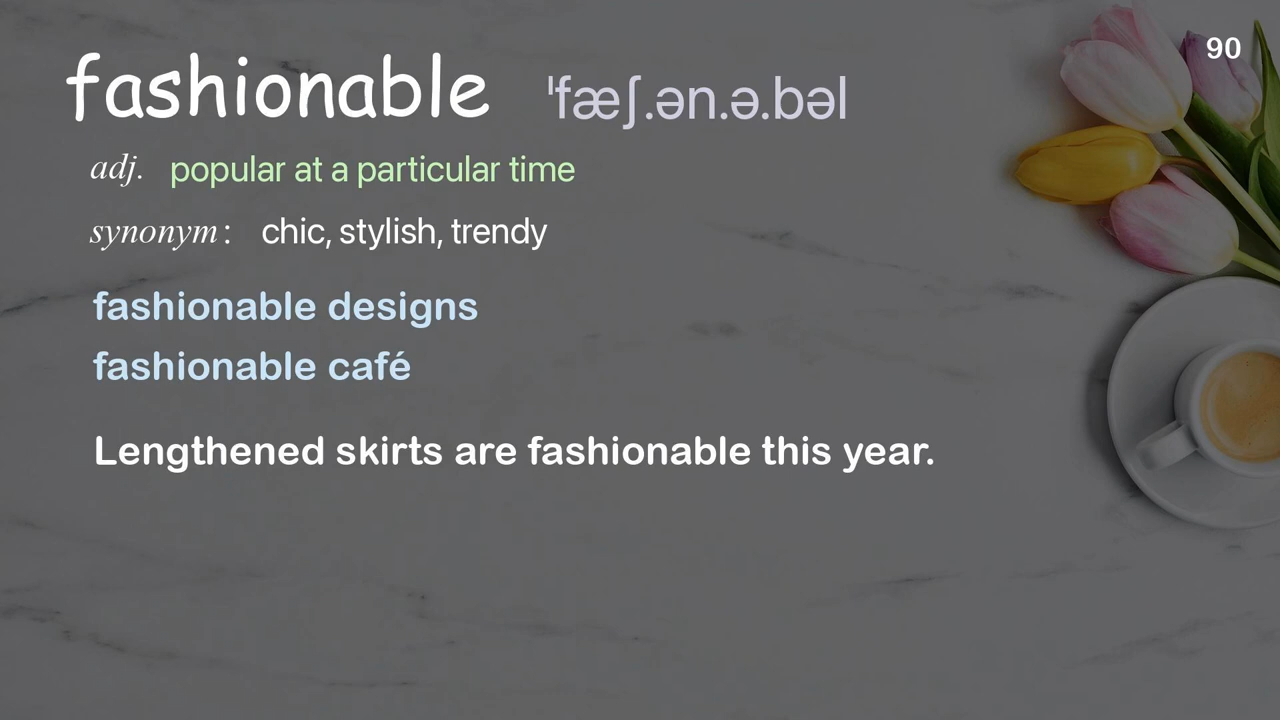 90
fashionable ˈfæʃ.ən.ə.bəl
adj. popular at a particular time
synonym: chic, stylish, trendy
fashionable designs
fashionable café
Lengthened skirts are fashionable this year.